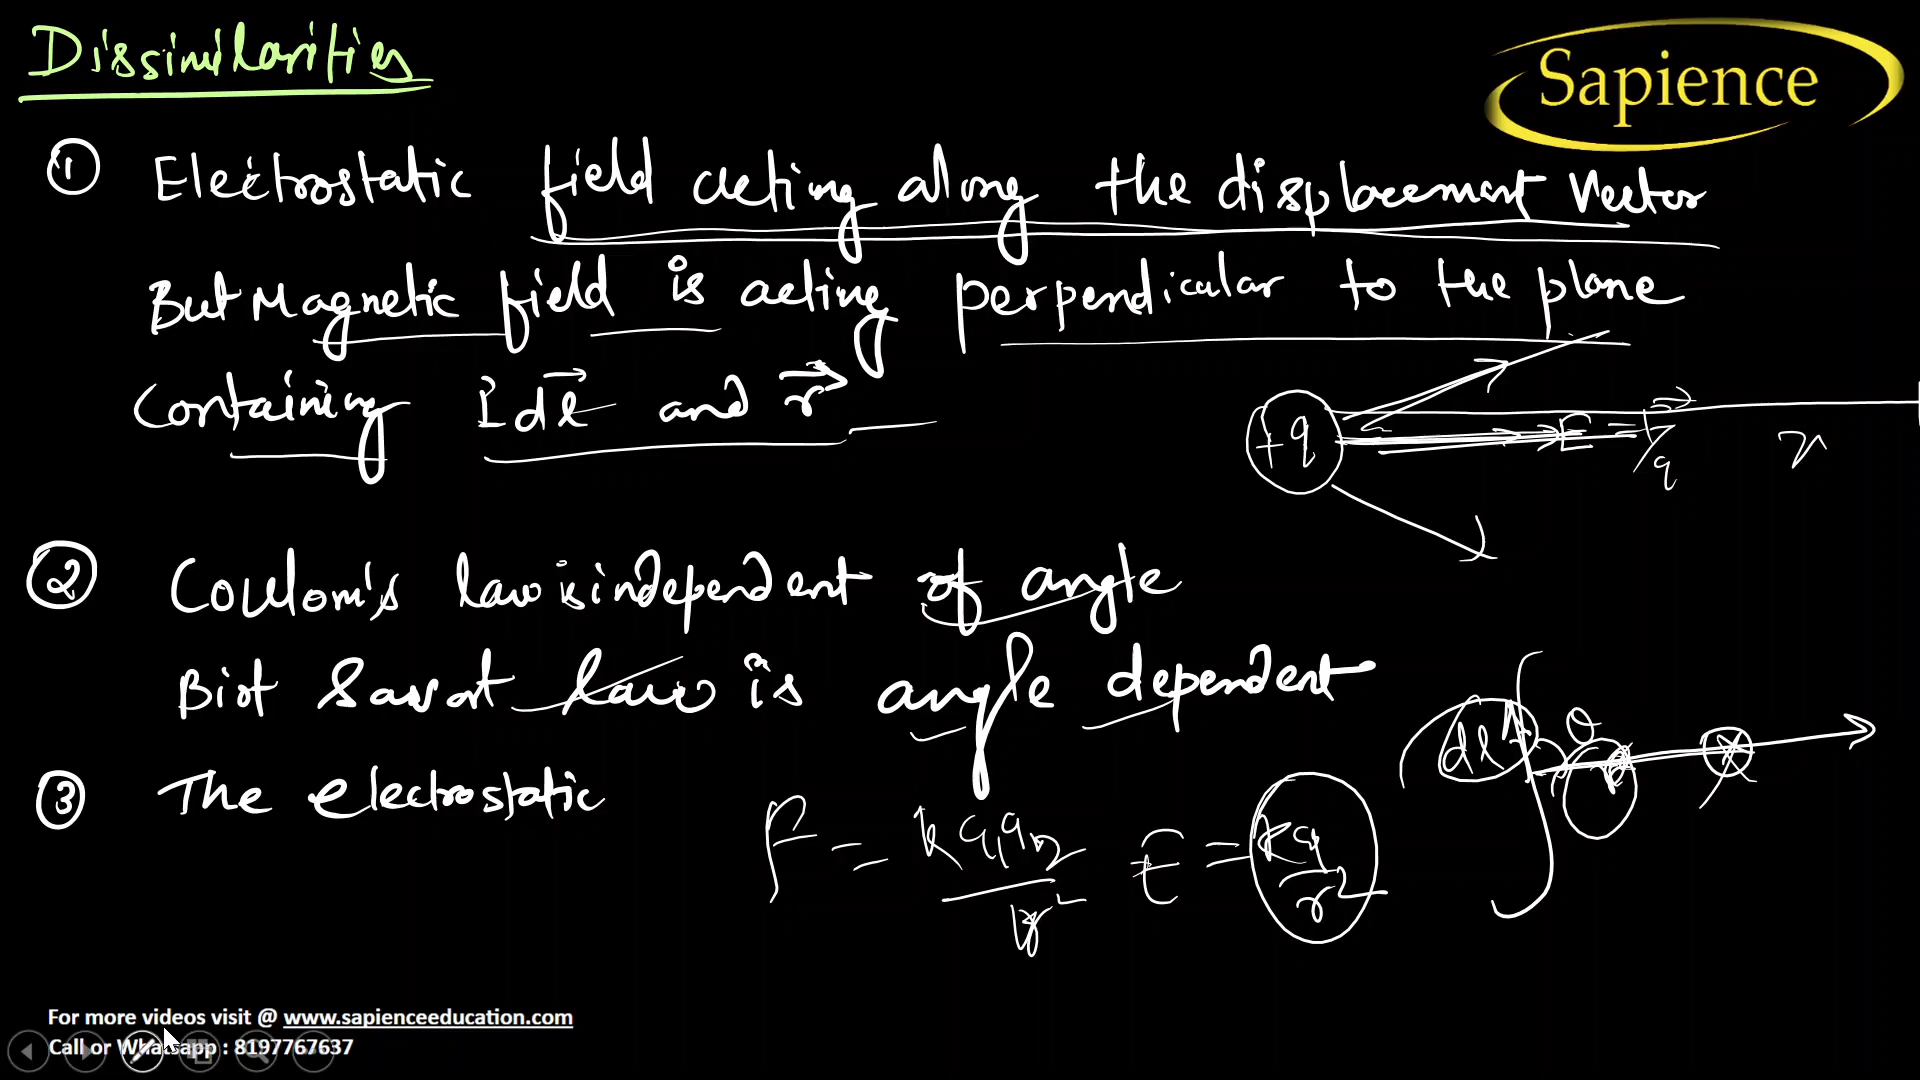 Dissimilarities
Sapience
① Electrostatic field acting along the displacement Vector
But Magnetic field is acting perpendicular to the plane
Containing I dl⃗ and r⃗
+q E = F/q
② Coulom's law is independent of angle
Biot Savart law is angle dependent
dl θ
③ The electrostatic
F = kq₁q₂/r² E = kq/r²
For more videos visit @ www.sapienceeducation.com
Call or Whatsapp : 8197767637